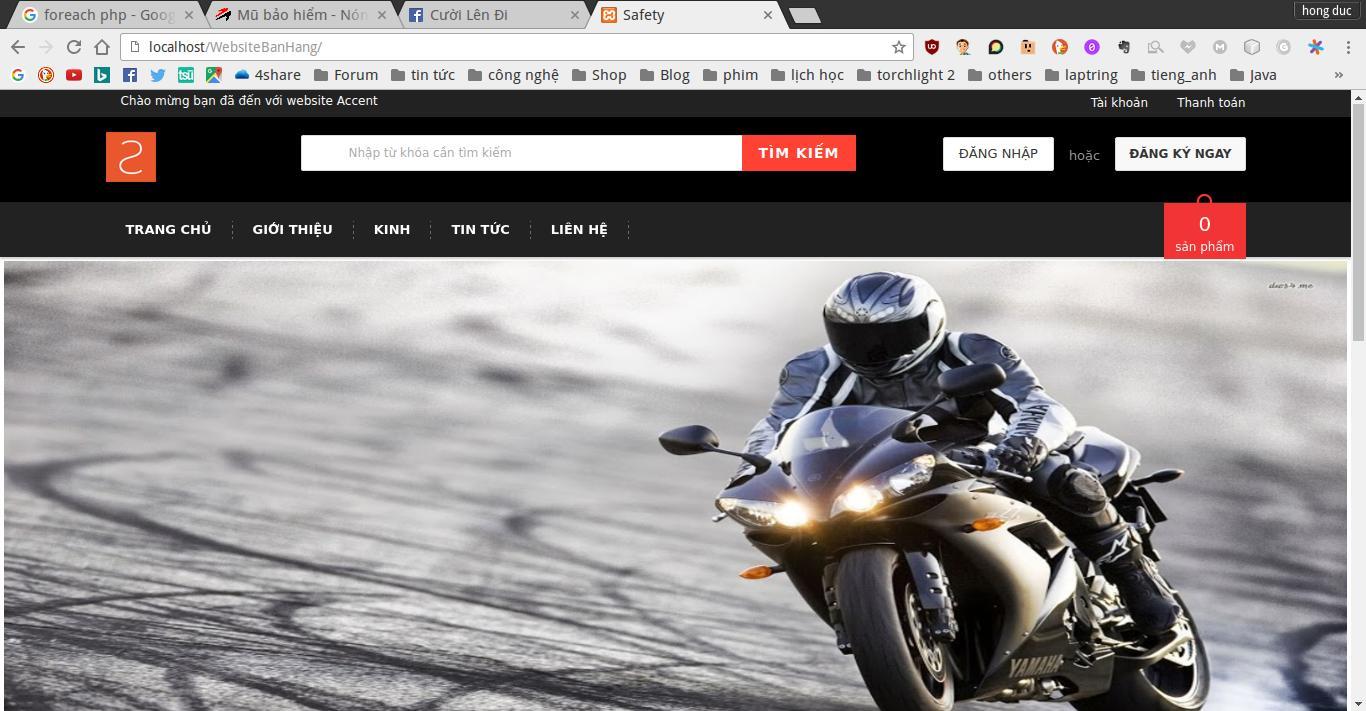 foreach php - Goog
Mũ bảo hiểm - Nón
Cười Lên Đi
Safety
hong duc
localhost/WebsiteBanHang/
4share Forum tin tức công nghệ Shop Blog phim lịch học torchlight 2 others laptring tieng_anh Java »
Chào mừng bạn đã đến với website Accent
Tài khoản Thanh toán
Nhập từ khóa cần tìm kiếm
TÌM KIẾM
ĐĂNG NHẬP hoặc ĐĂNG KÝ NGAY
TRANG CHỦ GIỚI THIỆU KINH TIN TỨC LIÊN HỆ
0
sản phẩm
YAMAHA
YAMAHA